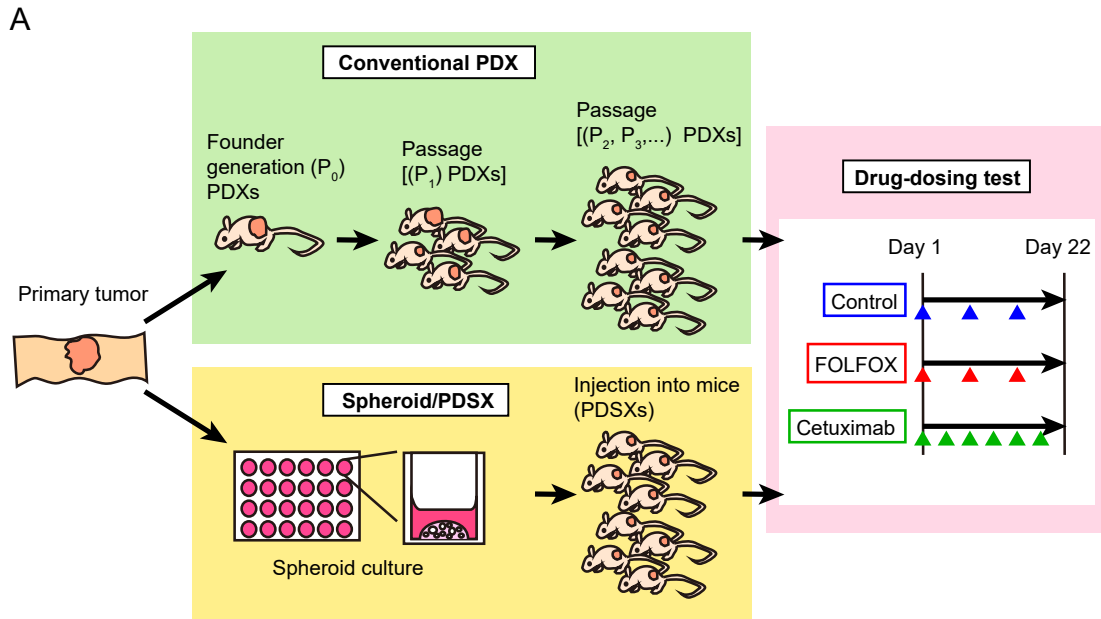 A
Conventional PDX
Founder
generation (P0)
PDXs
Passage
[(P1) PDXs]
Passage
[(P2, P3,...) PDXs]
Primary tumor
Spheroid/PDSX
Spheroid culture
Injection into mice
(PDSXs)
Drug-dosing test
Day 1
Day 22
Control
FOLFOX
Cetuximab